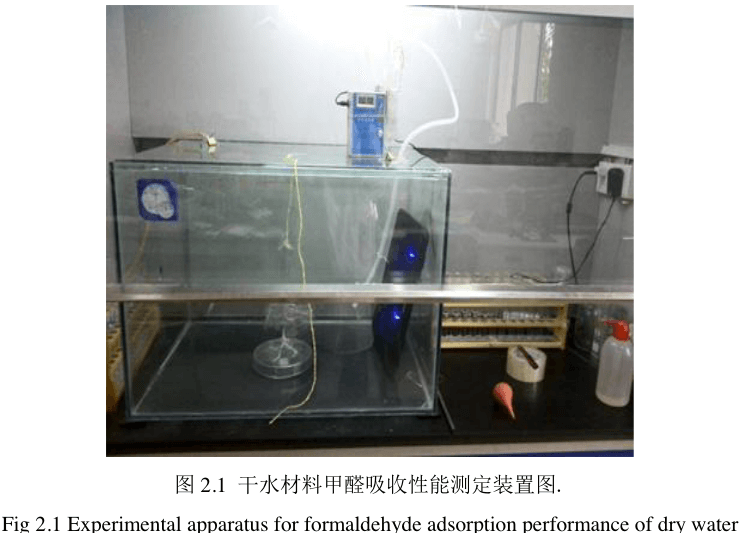 图 2.1 干水材料甲醛吸收性能测定装置图.
Fig 2.1 Experimental apparatus for formaldehyde adsorption performance of dry water